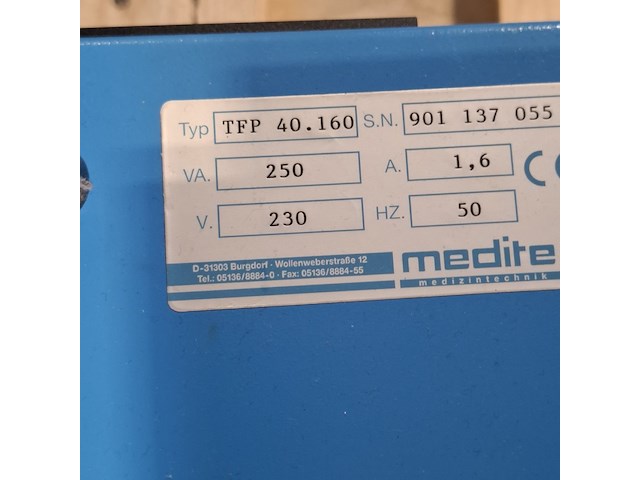 Typ TFP 40.160 S.N. 901 137 055
VA. 250 A. 1,6 CE
V. 230 HZ. 50
D-31303 Burgdorf · Wollenweberstraße 12
Tel.: 05136/8884-0 · Fax: 05136/8884-55
medite
medizintechnik